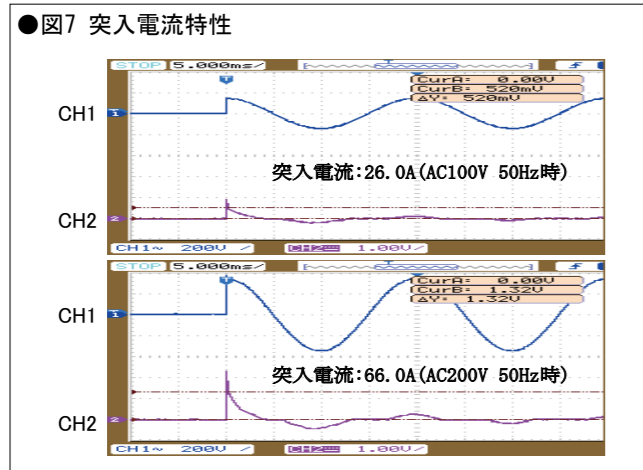 ●図7 突入電流特性
STOP 5.000ms/
CurA: 0.00V
CurB: 520mV
ΔY: 520mV
CH1
突入電流:26.0A(AC100V 50Hz時)
CH2
CH1~ 200V /
CH2 1.00V/
STOP 5.000ms/
CurA: 0.00V
CurB: 1.32V
ΔY: 1.32V
CH1
突入電流:66.0A(AC200V 50Hz時)
CH2
CH1~ 200V /
CH2 1.00V/